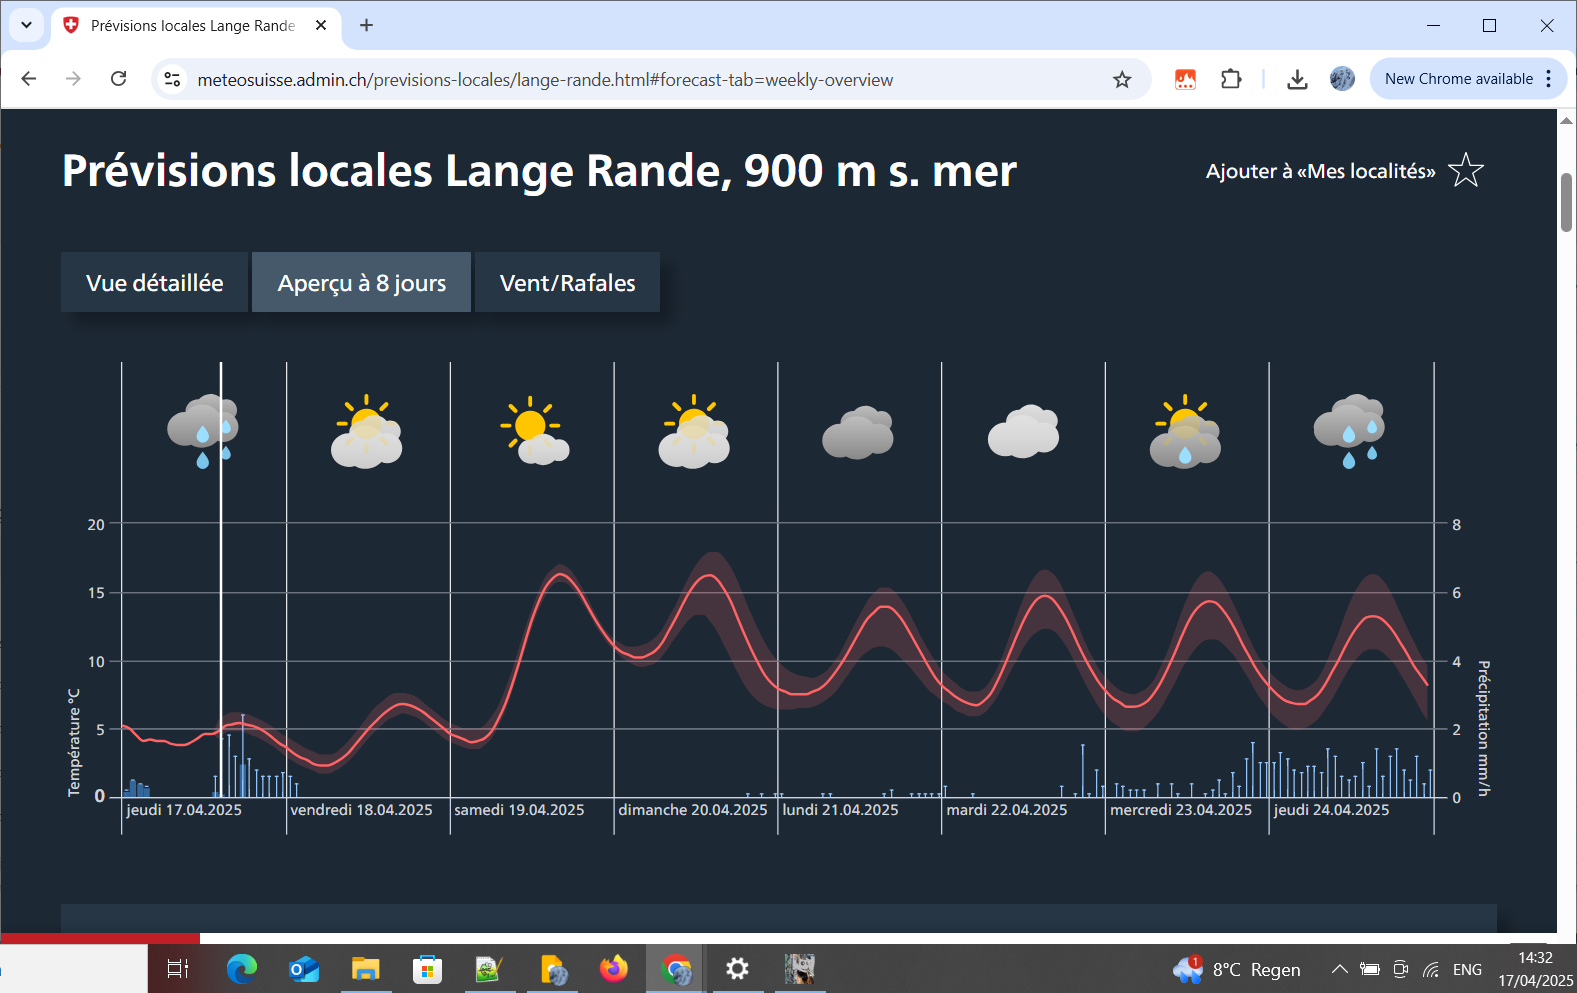 Prévisions locales Lange Rande
meteosuisse.admin.ch/previsions-locales/lange-rande.html#forecast-tab=weekly-overview
New Chrome available
Prévisions locales Lange Rande, 900 m s. mer
Ajouter à «Mes localités»
Vue détaillée
Aperçu à 8 jours
Vent/Rafales
20
15
10
5
0
Température °C
8
6
4
2
0
Précipitation mm/h
jeudi 17.04.2025
vendredi 18.04.2025
samedi 19.04.2025
dimanche 20.04.2025
lundi 21.04.2025
mardi 22.04.2025
mercredi 23.04.2025
jeudi 24.04.2025
1
8°C Regen
ENG
14:32
17/04/2025